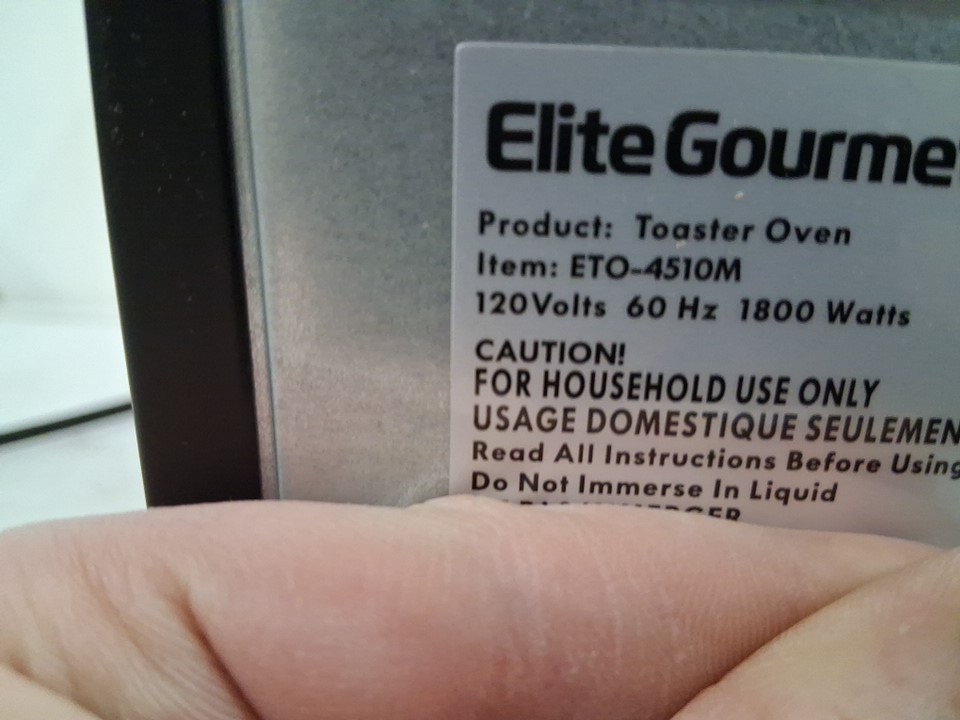 Elite Gourme
Product: Toaster Oven
Item: ETO-4510M
120Volts 60 Hz 1800 Watts
CAUTION!
FOR HOUSEHOLD USE ONLY
USAGE DOMESTIQUE SEULEMEN
Read All Instructions Before Using
Do Not Immerse In Liquid